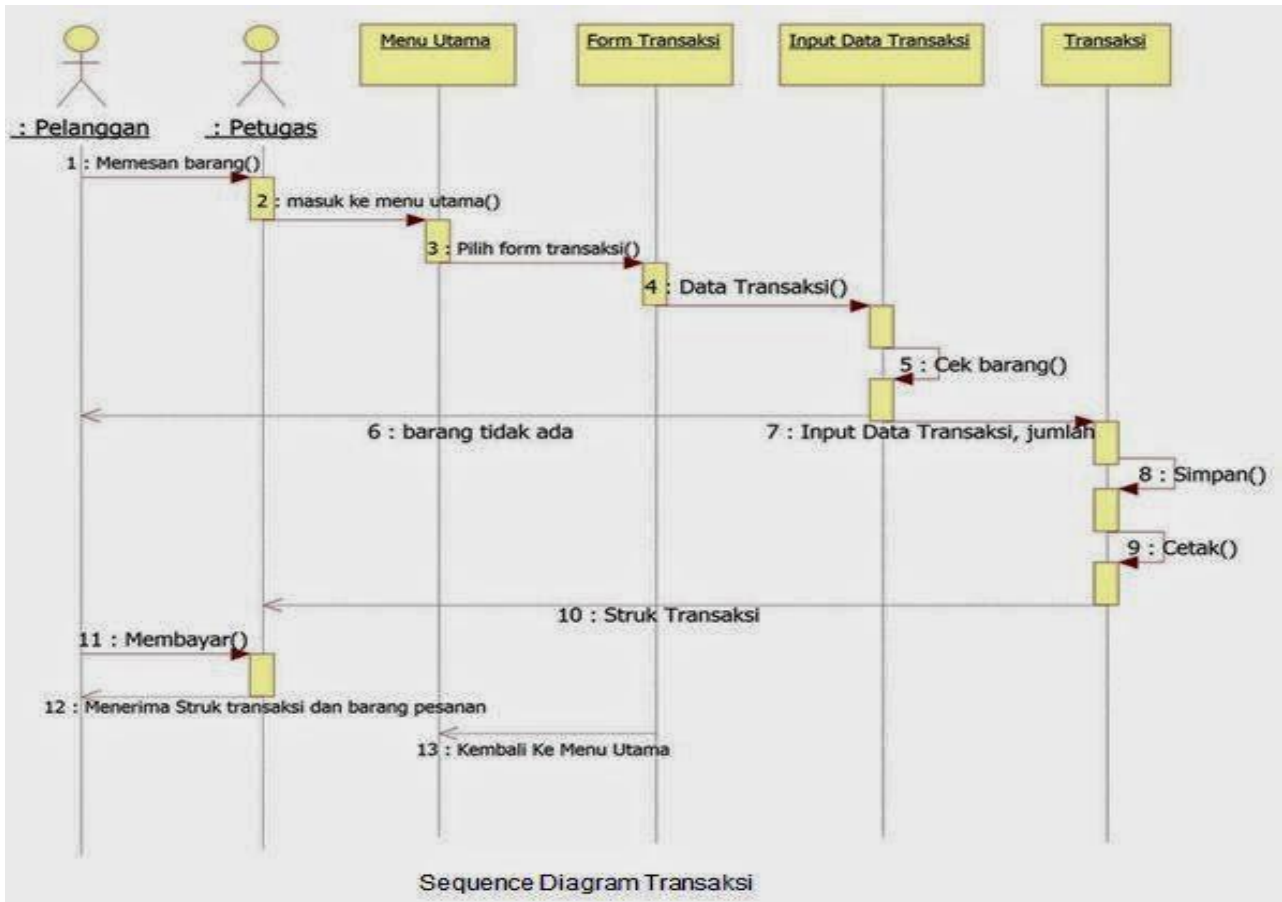 Menu Utama
Form Transaksi
Input Data Transaksi
Transaksi
: Pelanggan
: Petugas
1 : Memesan barang()
2 : masuk ke menu utama()
3 : Pilih form transaksi()
4 : Data Transaksi()
5 : Cek barang()
6 : barang tidak ada
7 : Input Data Transaksi, jumlah
8 : Simpan()
9 : Cetak()
10 : Struk Transaksi
11 : Membayar()
12 : Menerima Struk transaksi dan barang pesanan
13 : Kembali Ke Menu Utama
Sequence Diagram Transaksi